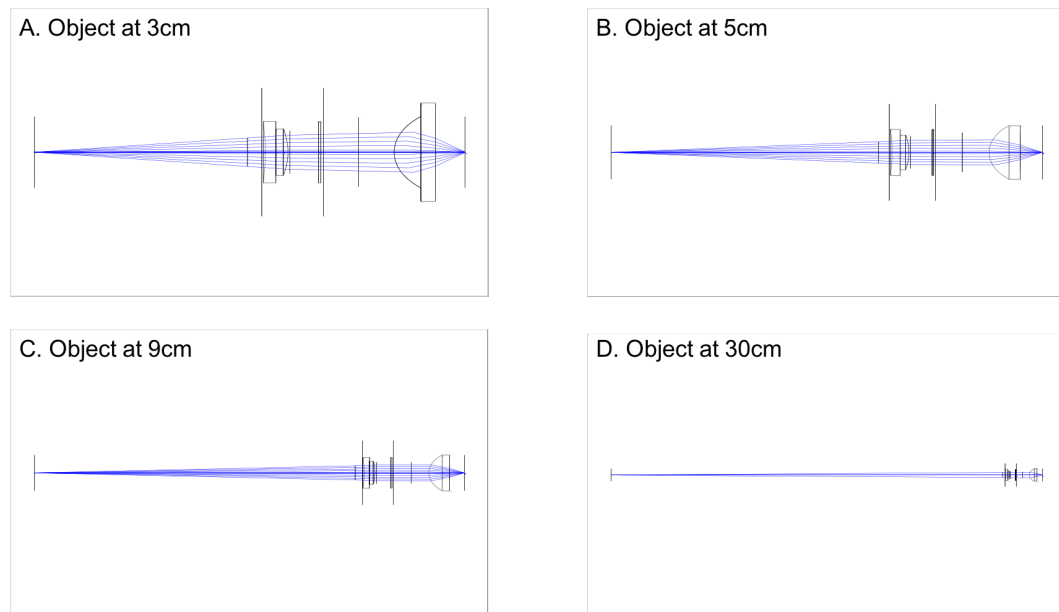 A. Object at 3cm
B. Object at 5cm
C. Object at 9cm
D. Object at 30cm